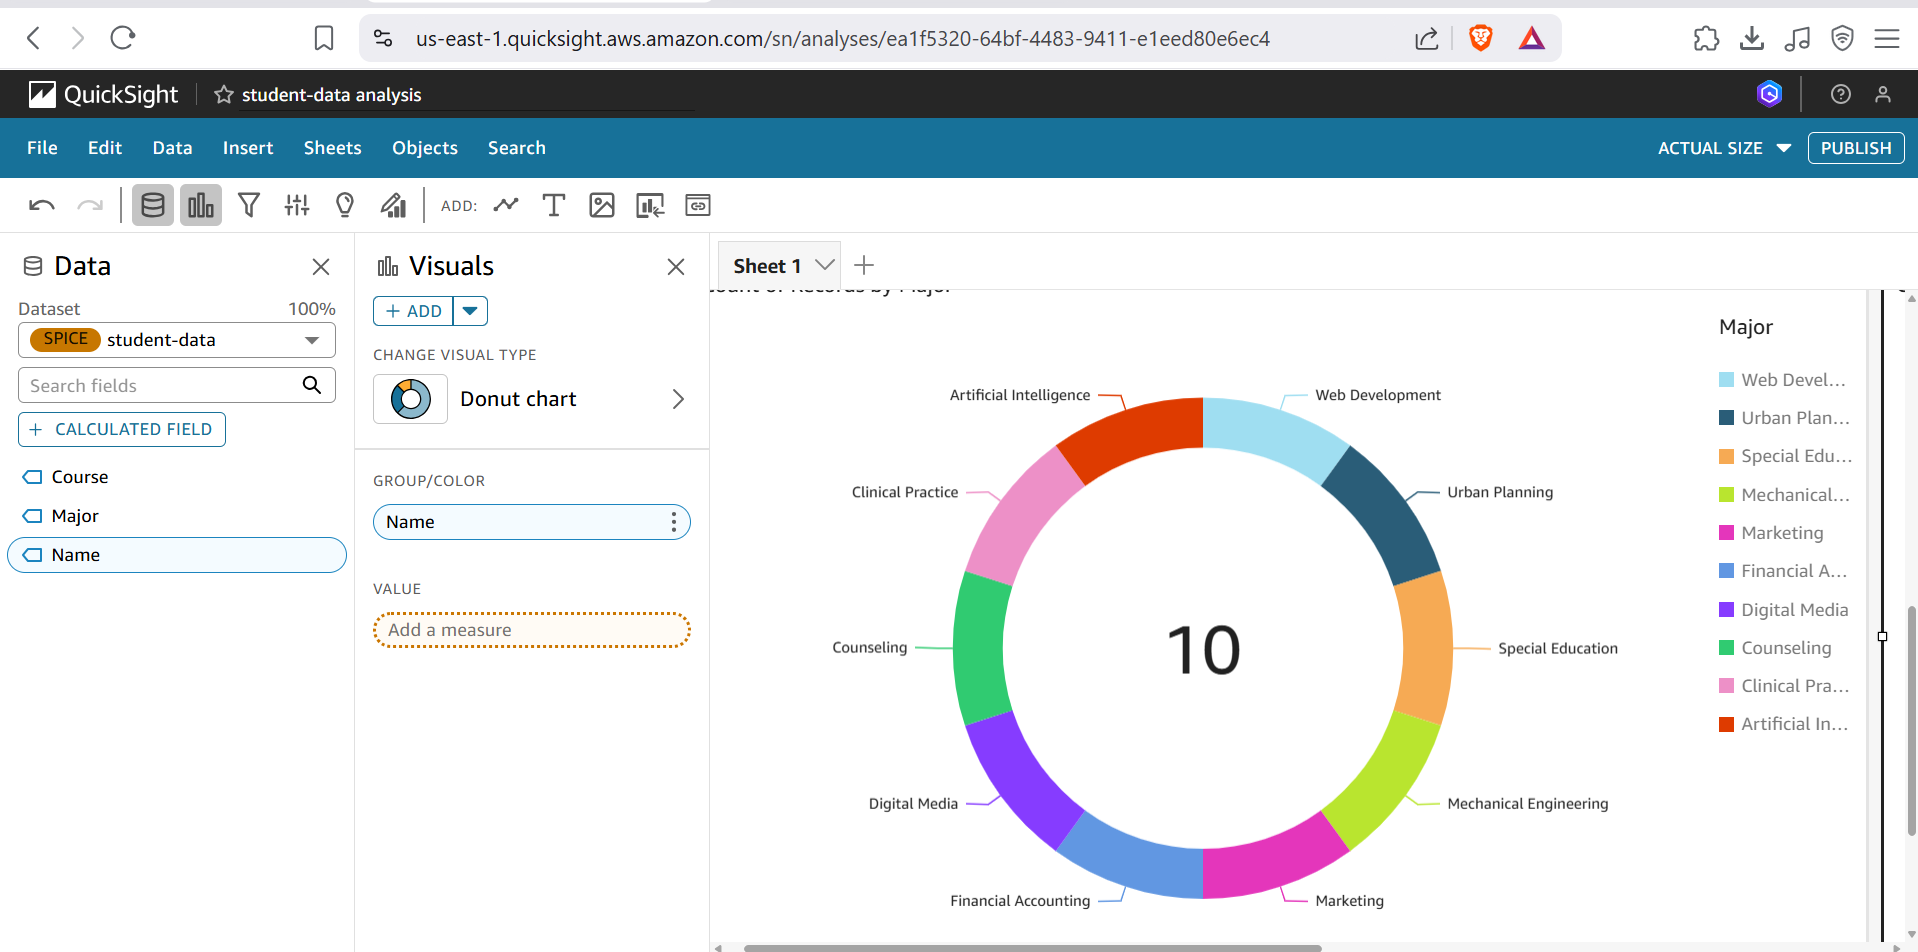 us-east-1.quicksight.aws.amazon.com/sn/analyses/ea1f5320-64bf-4483-9411-e1eed80e6ec4
QuickSight
student-data analysis
File Edit Data Insert Sheets Objects Search
ACTUAL SIZE
PUBLISH
ADD:
Data
Dataset 100%
SPICE student-data
Search fields
+ CALCULATED FIELD
Course
Major
Name
Visuals
+ ADD
CHANGE VISUAL TYPE
Donut chart
GROUP/COLOR
Name
VALUE
Add a measure
Sheet 1
of Records by Major
Artificial Intelligence
Web Development
Clinical Practice
Urban Planning
Counseling
10
Special Education
Digital Media
Mechanical Engineering
Financial Accounting
Marketing
Major
Web Devel...
Urban Plan...
Special Edu...
Mechanical...
Marketing
Financial A...
Digital Media
Counseling
Clinical Pra...
Artificial In...